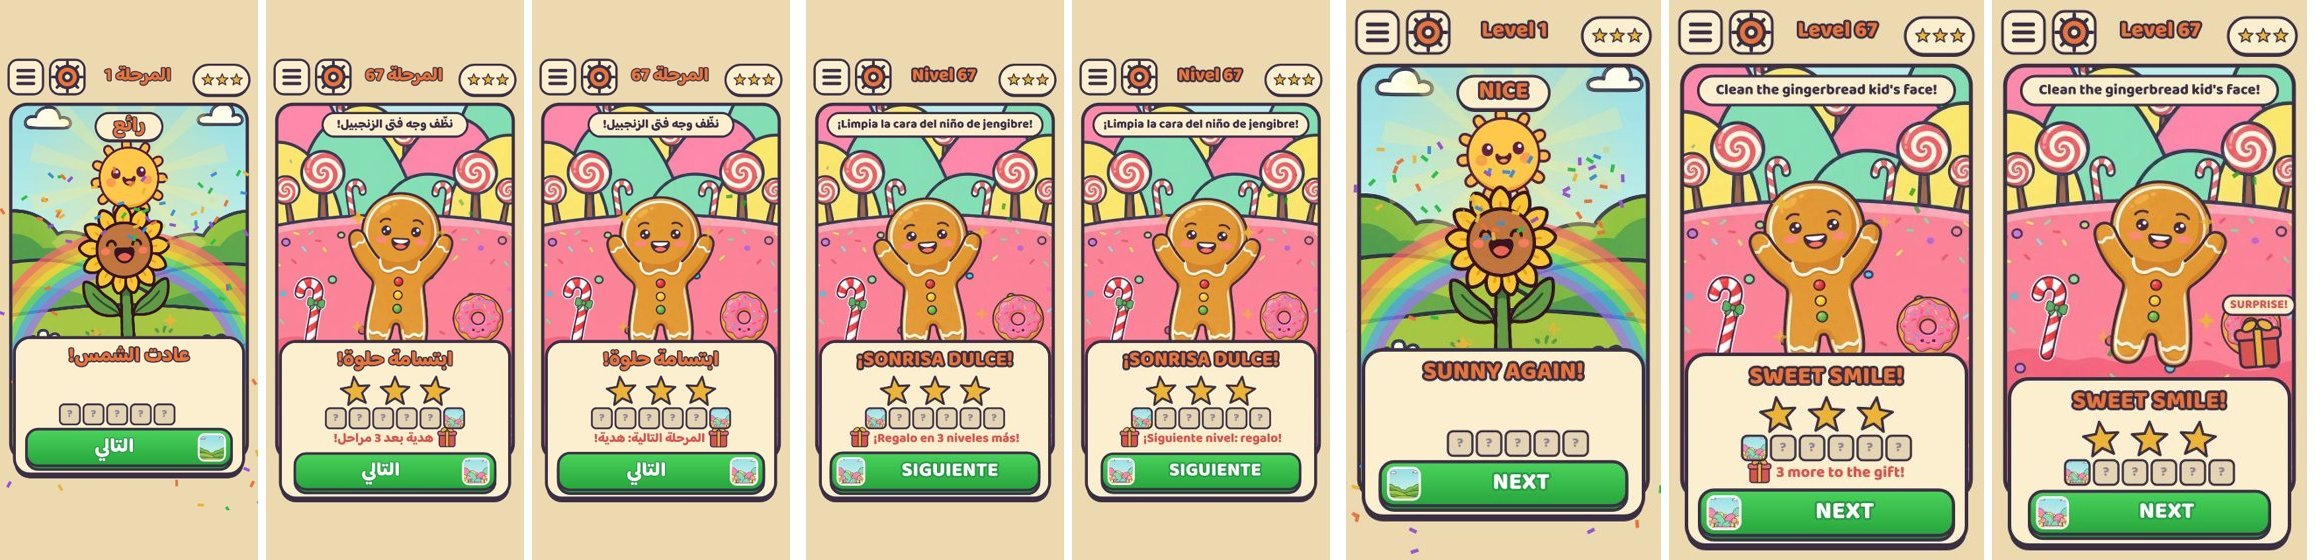 المرحلة 1
رائع
عادت الشمس!
? ? ? ? ?
التالي
المرحلة 67
نظّف وجه فتى الزنجبيل!
ابتسامة حلوة!
? ? ? ? ?
هدية بعد 3 مراحل!
التالي
المرحلة 67
نظّف وجه فتى الزنجبيل!
ابتسامة حلوة!
? ? ? ? ?
المرحلة التالية: هدية!
التالي
Nivel 67
¡Limpia la cara del niño de jengibre!
¡SONRISA DULCE!
? ? ? ? ?
¡Regalo en 3 niveles más!
SIGUIENTE
Nivel 67
¡Limpia la cara del niño de jengibre!
¡SONRISA DULCE!
? ? ? ? ?
¡Siguiente nivel: regalo!
SIGUIENTE
Level 1
NICE
SUNNY AGAIN!
? ? ? ? ?
NEXT
Level 67
Clean the gingerbread kid's face!
SWEET SMILE!
? ? ? ? ?
3 more to the gift!
NEXT
Level 67
Clean the gingerbread kid's face!
SURPRISE!
SWEET SMILE!
? ? ? ? ?
NEXT